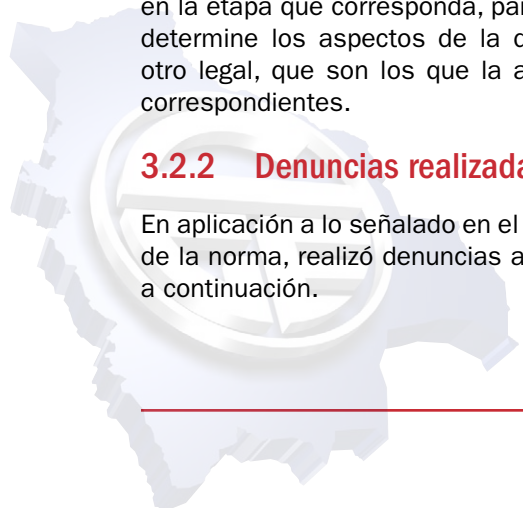 en la etapa que corresponda, par
determine los aspectos de la d
otro legal, que son los que la a
correspondientes.
3.2.2 Denuncias realizada
En aplicación a lo señalado en el
de la norma, realizó denuncias a
a continuación.